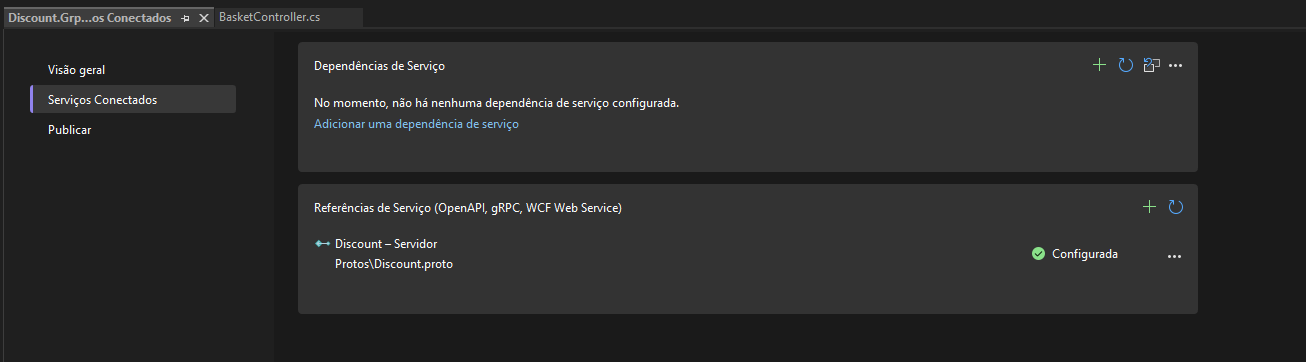 Discount.Grp...os Conectados
BasketController.cs
Visão geral
Serviços Conectados
Publicar
Dependências de Serviço
No momento, não há nenhuma dependência de serviço configurada.
Adicionar uma dependência de serviço
Referências de Serviço (OpenAPI, gRPC, WCF Web Service)
Discount – Servidor
Protos\Discount.proto
Configurada